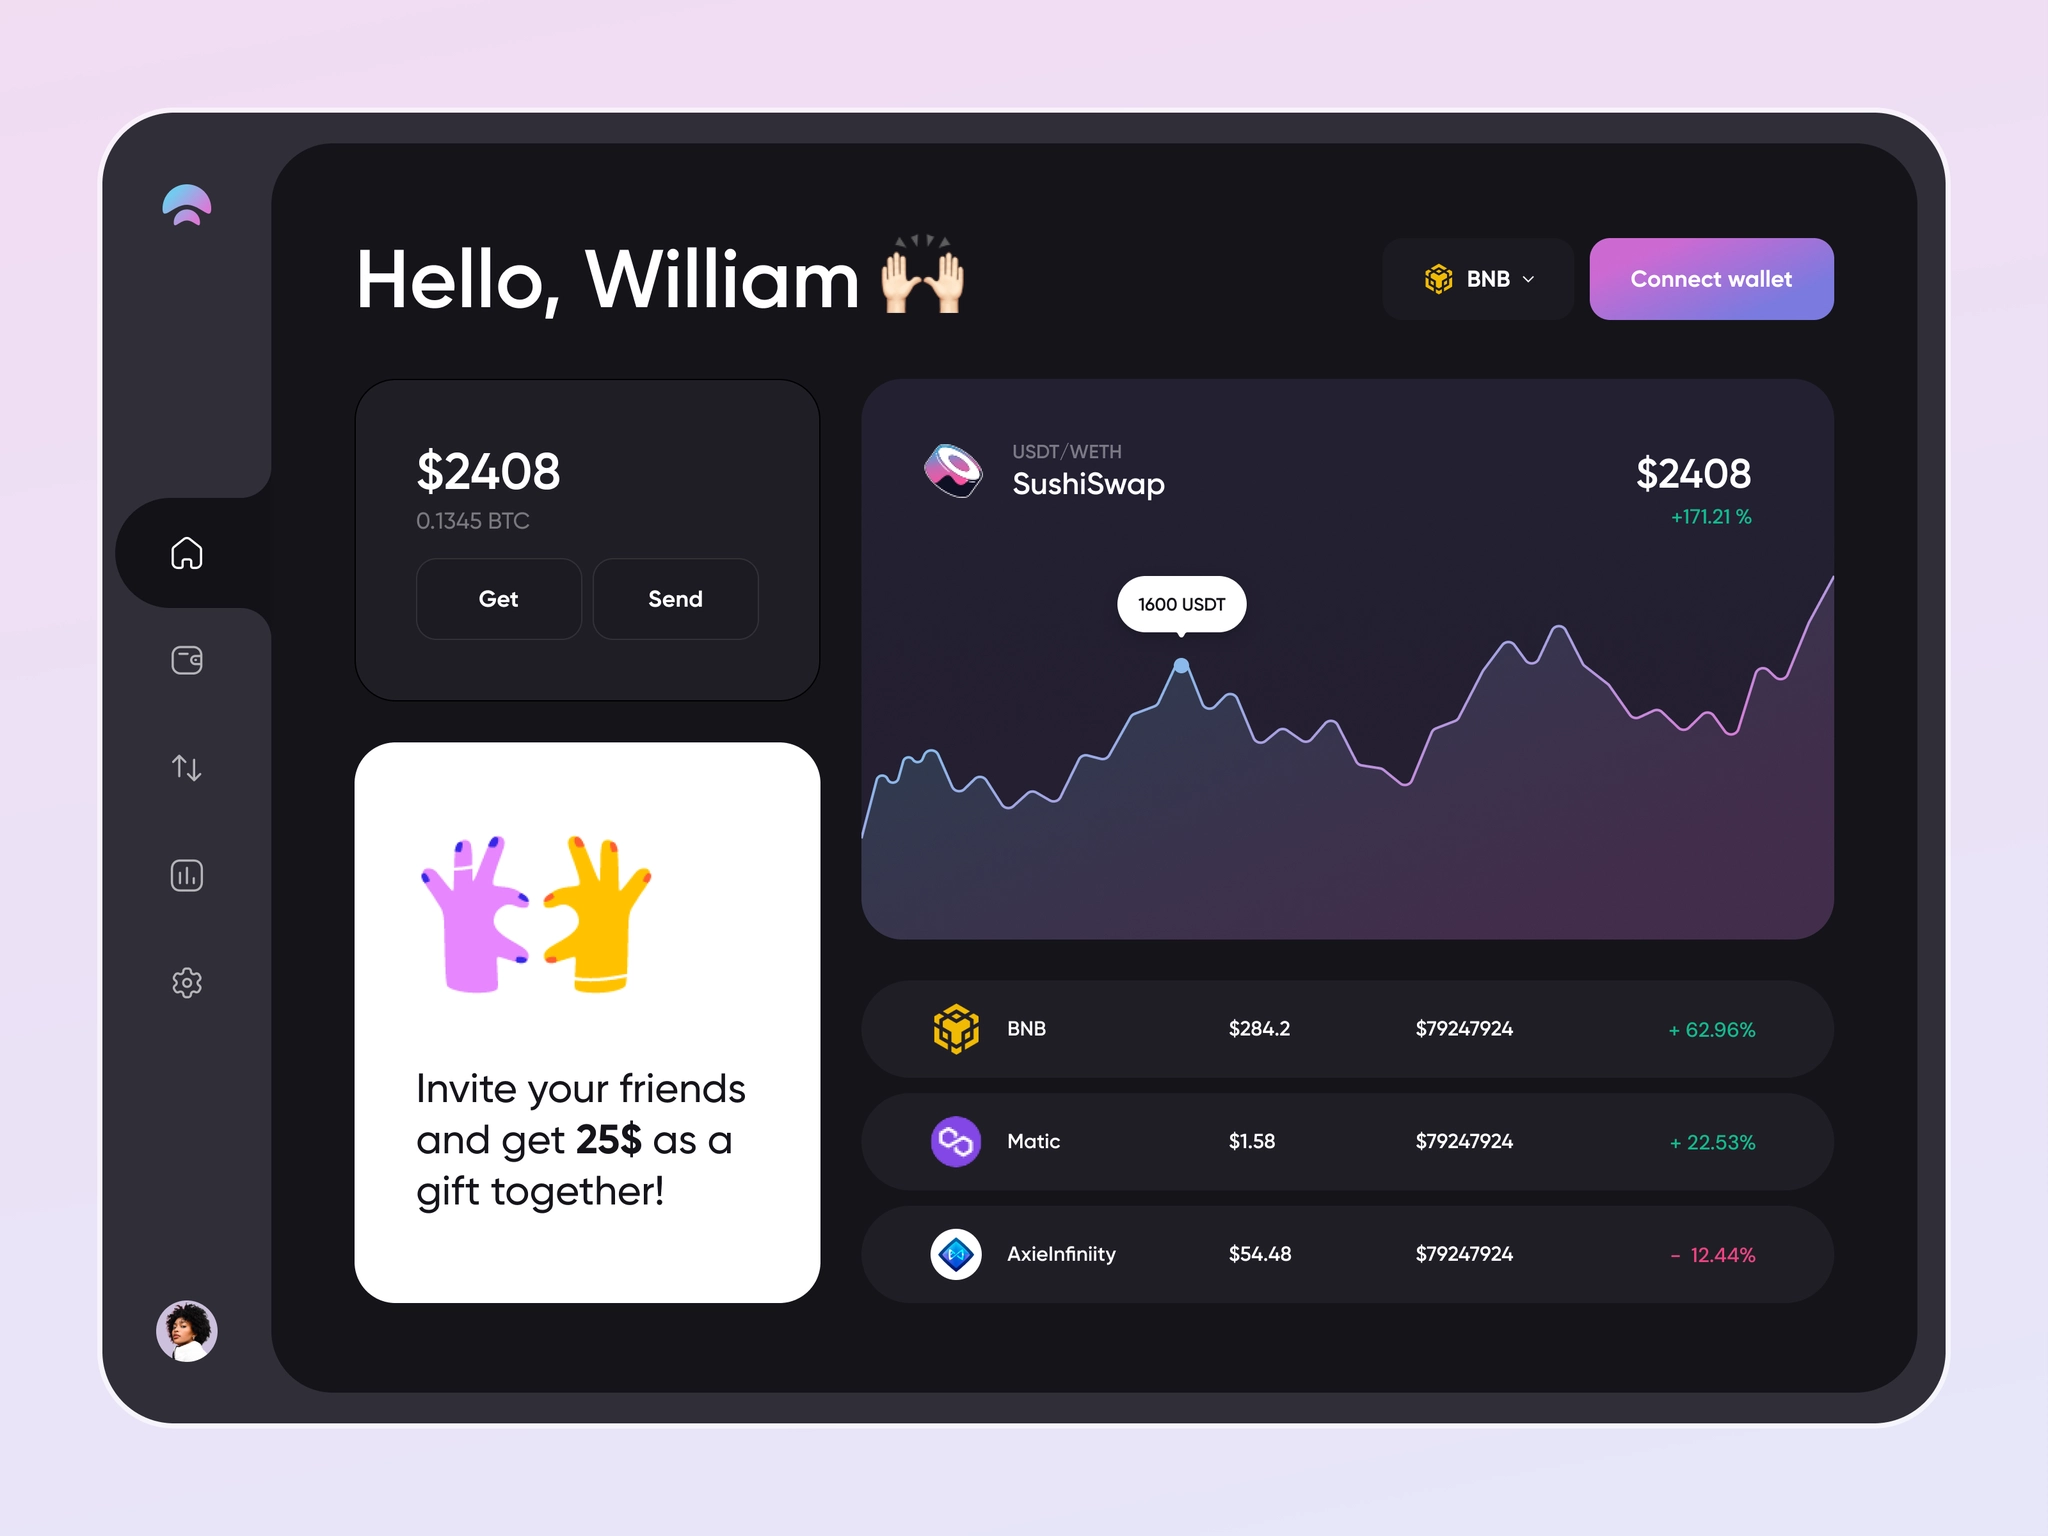 Hello, William 🙌🏻
BNB
Connect wallet
$2408
0.1345 BTC
Get
Send
USDT/WETH
SushiSwap
$2408
+171.21 %
1600 USDT
Invite your friends
and get 25$ as a
gift together!
BNB $284.2 $79247924 + 62.96%
Matic $1.58 $79247924 + 22.53%
AxieInfiniity $54.48 $79247924 - 12.44%